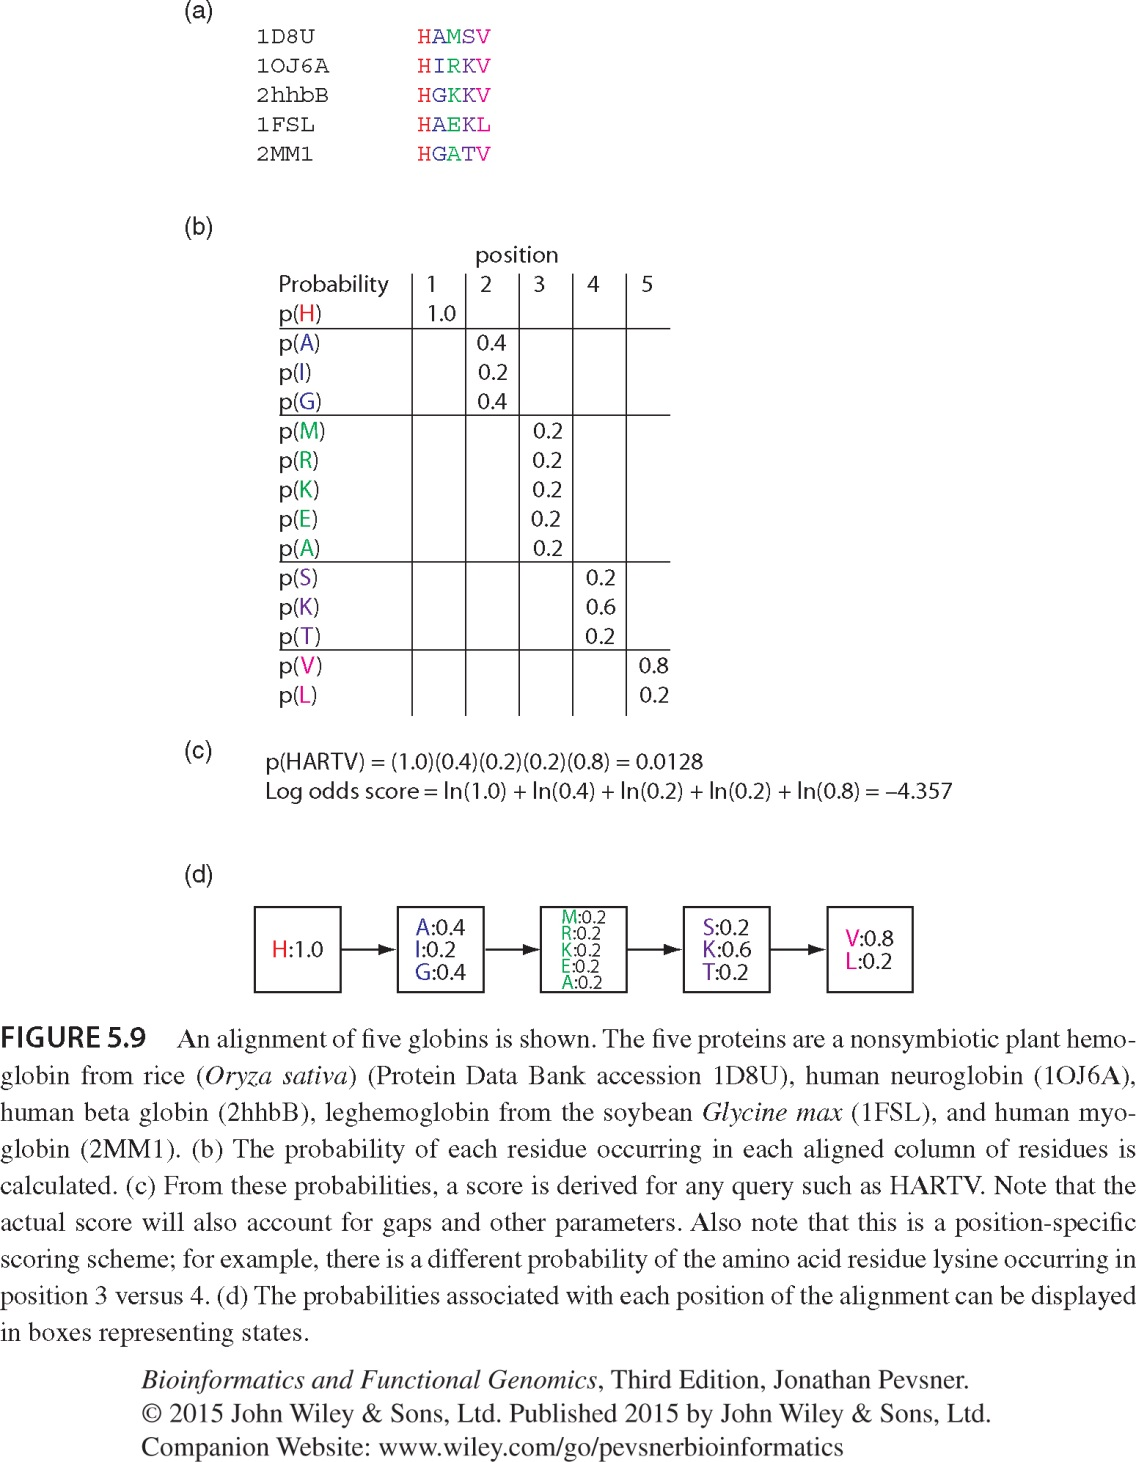 (a)
1D8U HAMSV
1OJ6A HIRKV
2hhbB HGKKV
1FSL HAEKL
2MM1 HGATV
(b)
position
Probability 1 2 3 4 5
p(H) 1.0
p(A) 0.4
p(I) 0.2
p(G) 0.4
p(M) 0.2
p(R) 0.2
p(K) 0.2
p(E) 0.2
p(A) 0.2
p(S) 0.2
p(K) 0.6
p(T) 0.2
p(V) 0.8
p(L) 0.2
(c)
p(HARTV) = (1.0)(0.4)(0.2)(0.2)(0.8) = 0.0128
Log odds score = ln(1.0) + ln(0.4) + ln(0.2) + ln(0.2) + ln(0.8) = –4.357
(d)
H:1.0
A:0.4
I:0.2
G:0.4
M:0.2
R:0.2
K:0.2
E:0.2
A:0.2
S:0.2
K:0.6
T:0.2
V:0.8
L:0.2
FIGURE 5.9 An alignment of five globins is shown. The five proteins are a nonsymbiotic plant hemo-
globin from rice (Oryza sativa) (Protein Data Bank accession 1D8U), human neuroglobin (1OJ6A),
human beta globin (2hhbB), leghemoglobin from the soybean Glycine max (1FSL), and human myo-
globin (2MM1). (b) The probability of each residue occurring in each aligned column of residues is
calculated. (c) From these probabilities, a score is derived for any query such as HARTV. Note that the
actual score will also account for gaps and other parameters. Also note that this is a position-specific
scoring scheme; for example, there is a different probability of the amino acid residue lysine occurring in
position 3 versus 4. (d) The probabilities associated with each position of the alignment can be displayed
in boxes representing states.
Bioinformatics and Functional Genomics, Third Edition, Jonathan Pevsner.
© 2015 John Wiley & Sons, Ltd. Published 2015 by John Wiley & Sons, Ltd.
Companion Website: www.wiley.com/go/pevsnerbioinformatics